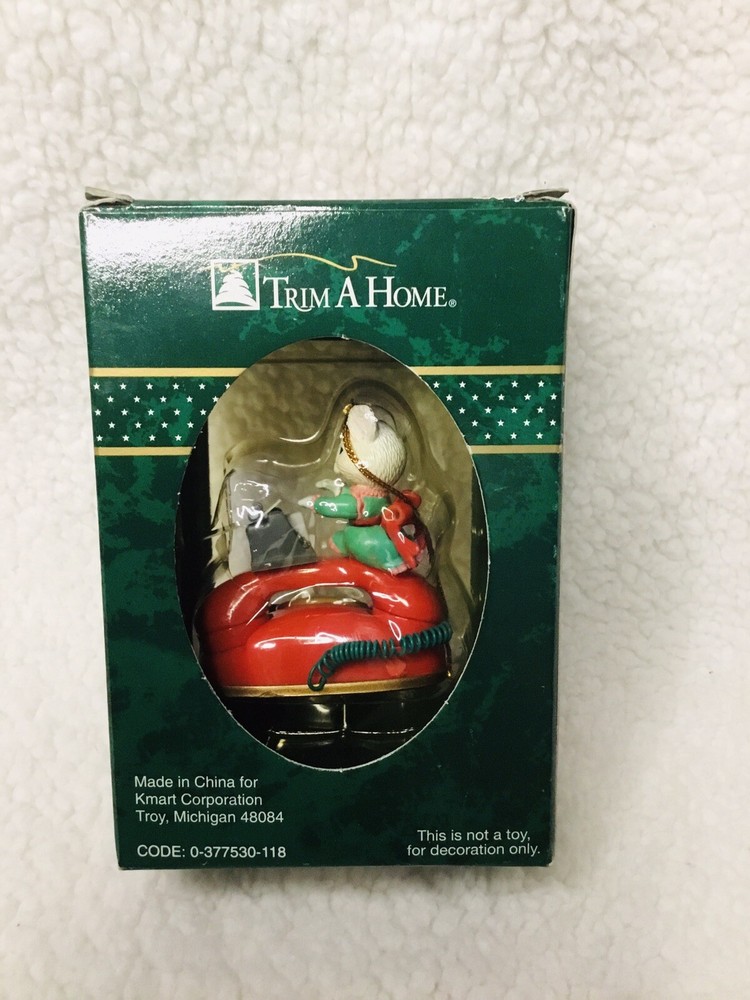 TRIM A HOME®
Made in China for
Kmart Corporation
Troy, Michigan 48084
CODE: 0-377530-118
This is not a toy,
for decoration only.